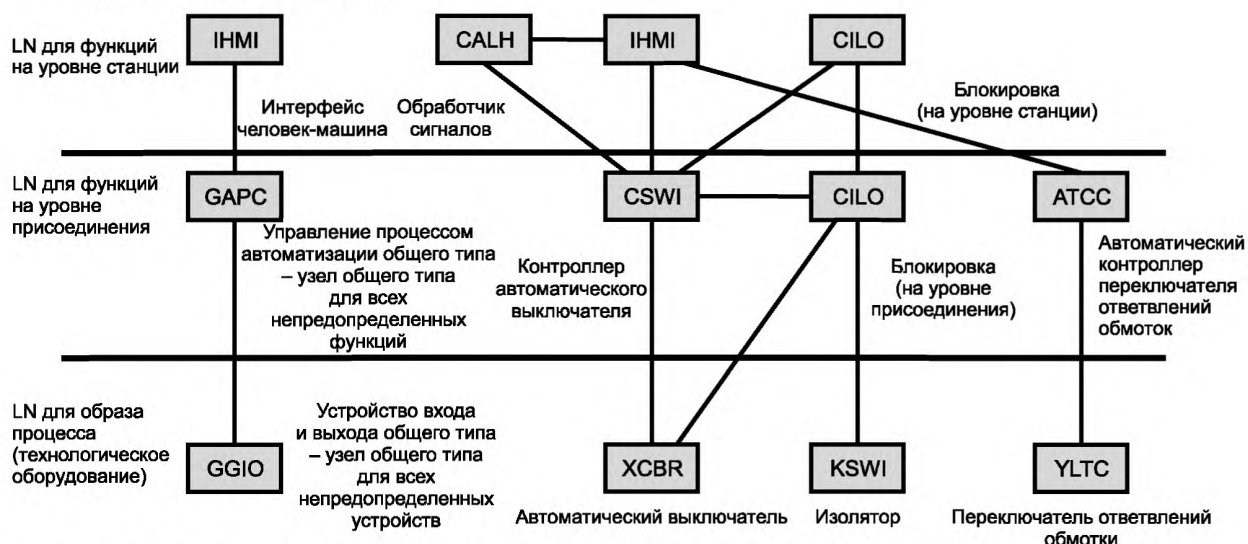 LN для функций
на уровне станции
IHMI
CALH
IHMI
CILO
Интерфейс
человек-машина
Обработчик
сигналов
Блокировка
(на уровне станции)
LN для функций
на уровне
присоединения
GAPC
CSWI
CILO
ATCC
Управление процессом
автоматизации общего типа
– узел общего типа
для всех
непредопределенных
функций
Контроллер
автоматического
выключателя
Блокировка
(на уровне
присоединения)
Автоматический
контроллер
переключателя
ответвлений
обмоток
LN для образа
процесса
(технологическое
оборудование)
GGIO
Устройство входа
и выхода общего типа
– узел общего типа
для всех
непредопределенных
устройств
XCBR
KSWI
YLTC
Автоматический выключатель
Изолятор
Переключатель ответвлений
обмотки